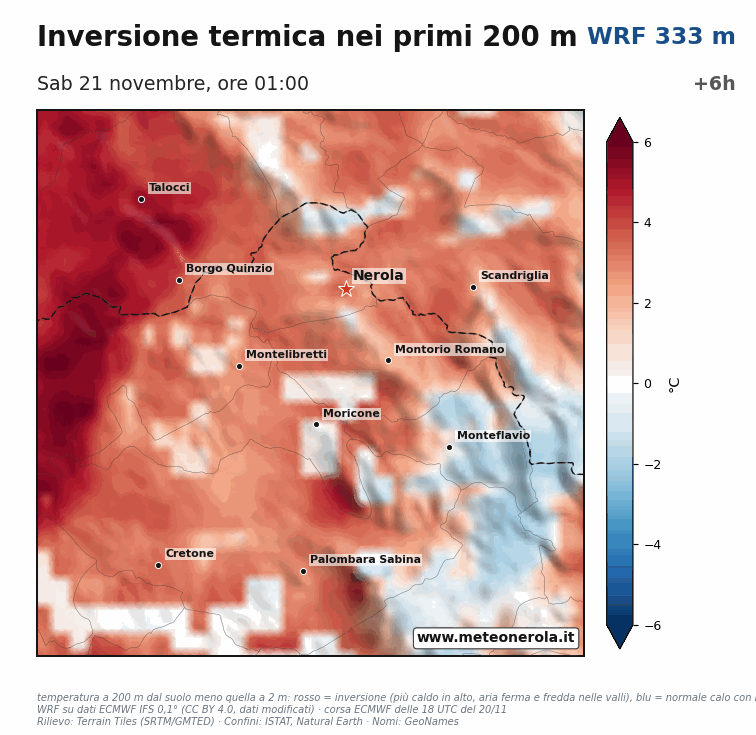 Inversione termica nei primi 200 m WRF 333 m
Sab 21 novembre, ore 01:00 +6h
Talocci
Borgo Quinzio
Nerola
Scandriglia
Montelibretti
Montorio Romano
Moricone
Monteflavio
Cretone
Palombara Sabina
www.meteonerola.it
6
4
2
0
−2
−4
−6
°C
temperatura a 200 m dal suolo meno quella a 2 m: rosso = inversione (più caldo in alto, aria ferma e fredda nelle valli), blu = normale calo con
WRF su dati ECMWF IFS 0,1° (CC BY 4.0, dati modificati) · corsa ECMWF delle 18 UTC del 20/11
Rilievo: Terrain Tiles (SRTM/GMTED) · Confini: ISTAT, Natural Earth · Nomi: GeoNames